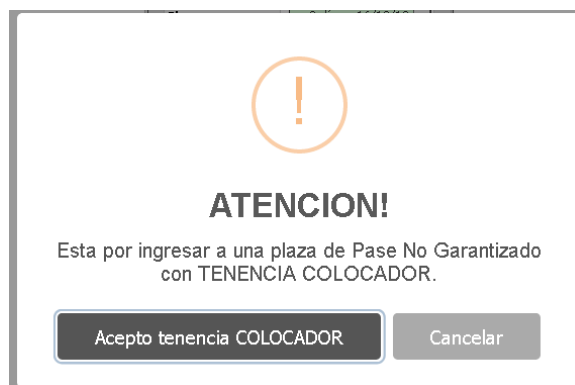 !
ATENCION!
Esta por ingresar a una plaza de Pase No Garantizado
con TENENCIA COLOCADOR.
Acepto tenencia COLOCADOR
Cancelar